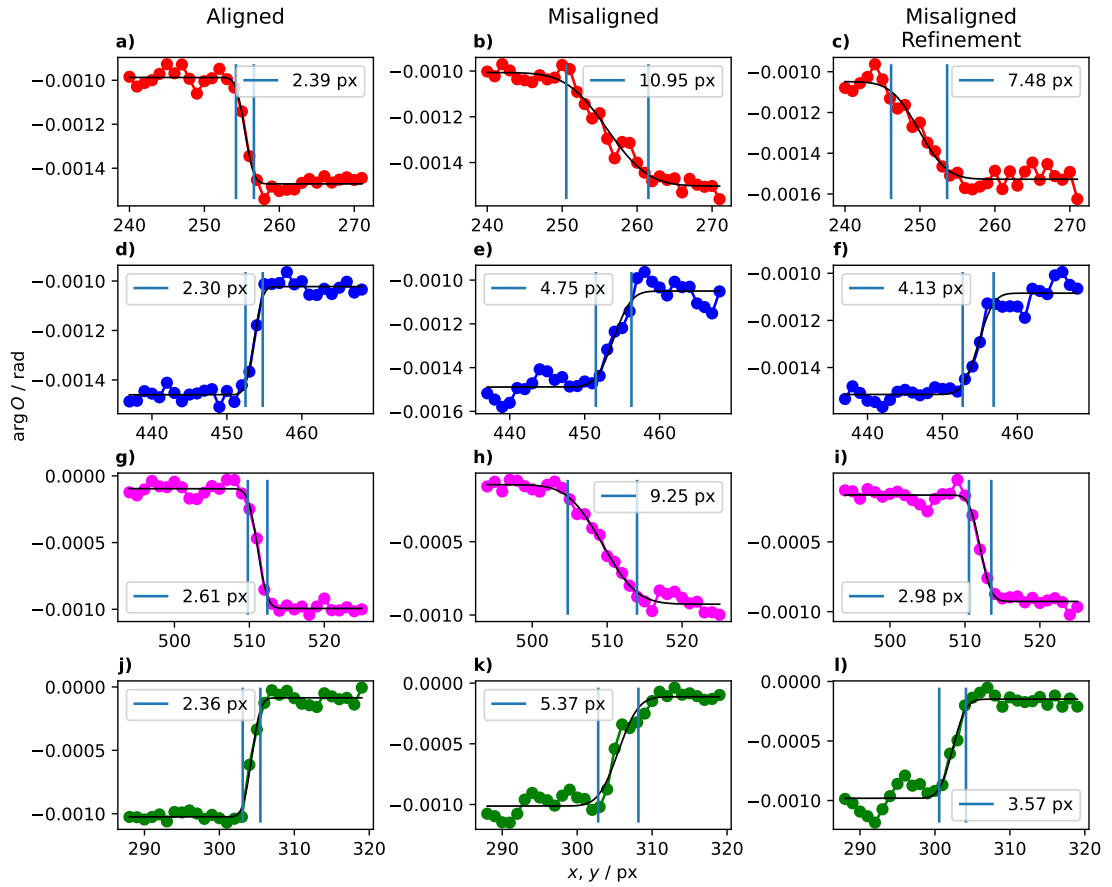 Aligned
Misaligned
Misaligned
Refinement
a)
b)
c)
−0.0010
−0.0012
−0.0014
2.39 px
240
250
260
270
−0.0010
−0.0012
−0.0014
10.95 px
240
250
260
270
−0.0010
−0.0012
−0.0014
−0.0016
7.48 px
240
250
260
270
d)
e)
f)
−0.0010
−0.0012
−0.0014
2.30 px
440
460
−0.0010
−0.0012
−0.0014
−0.0016
4.75 px
440
460
−0.0010
−0.0012
−0.0014
4.13 px
440
460
arg O / rad
g)
h)
i)
0.0000
−0.0005
−0.0010
2.61 px
500
510
520
−0.0005
−0.0010
9.25 px
500
510
520
0.0000
−0.0005
−0.0010
2.98 px
500
510
520
j)
k)
l)
0.0000
−0.0005
−0.0010
2.36 px
290
300
310
320
0.0000
−0.0005
−0.0010
5.37 px
290
300
310
320
0.0000
−0.0005
−0.0010
3.57 px
290
300
310
320
x, y / px